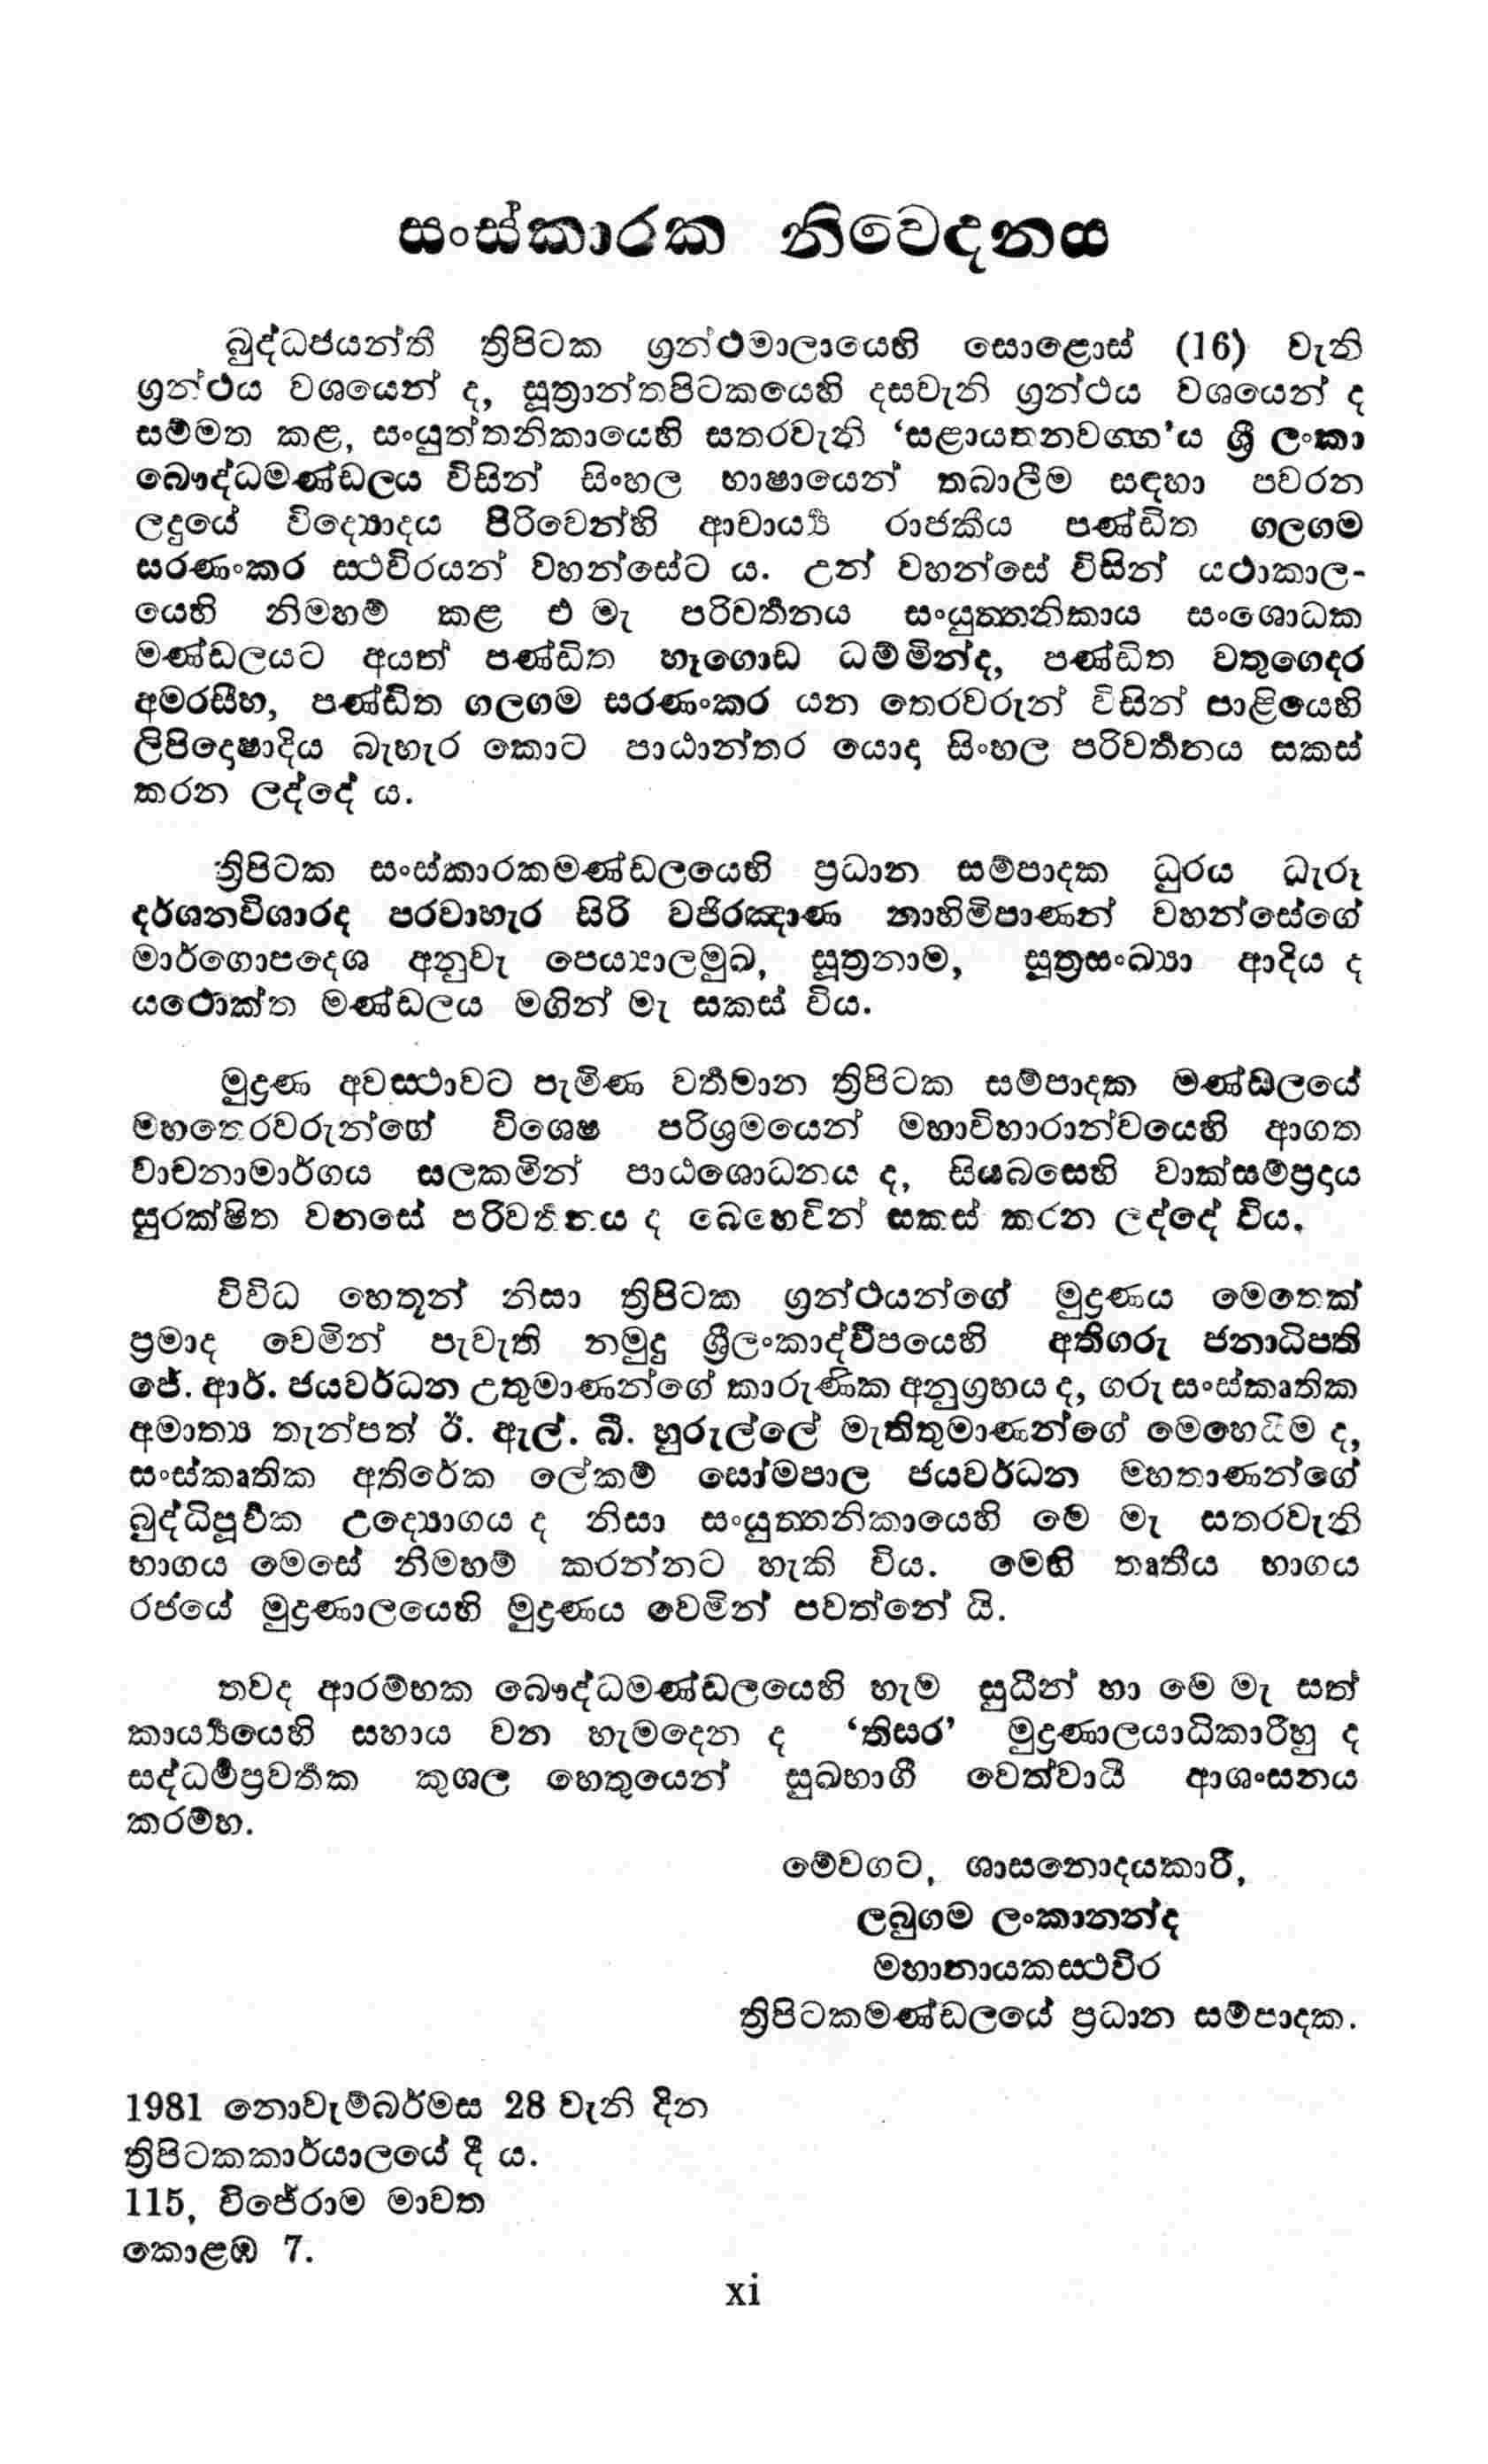 සංස්කාරක නිවෙදනය
බුද්ධජයන්ති ත්‍රිපිටක ග්‍රන්ථමාලායෙහි සොළොස් (16) වැනි
ග්‍රන්ථය වශයෙන් ද, සූත්‍රාන්තපිටකයෙහි දසවැනි ග්‍රන්ථය වශයෙන් ද
සම්මත කළ, සංයුත්තනිකායෙහි සතරවැනි ‘සළායතනවග්ග’ය ශ්‍රී ලංකා
බෞද්ධමණ්ඩලය විසින් සිංහල භාෂායෙන් තබාලීම සඳහා පවරන
ලදුයේ විද්‍යොදය පිරිවෙන්හි ආචාර්‍ය්‍ය රාජකීය පණ්ඩිත ගලගම
සරණංකර ස්ථවිරයන් වහන්සේට ය. උන් වහන්සේ විසින් යථාකාල-
යෙහි නිමහම් කළ එ මැ පරිවර්‍තනය සංයුත්තනිකාය සංශොධක
මණ්ඩලයට අයත් පණ්ඩිත හෑගොඩ ධම්මින්ද, පණ්ඩිත වතුගෙදර
අමරසීහ, පණ්ඩිත ගලගම සරණංකර යන තෙරවරුන් විසින් පාළියෙහි
ලිපිදොෂාදිය බැහැර කොට පාඨාන්තර යොදා සිංහල පරිවර්‍තනය සකස්
කරන ලද්දේ ය.
ත්‍රිපිටක සංස්කාරකමණ්ඩලයෙහි ප්‍රධාන සම්පාදක ධුරය ධැරූ
දර්ශනවිශාරද පරවාහැර සිරි වජිරඤාණ නාහිමිපාණන් වහන්සේගේ
මාර්ගොපදෙශ අනුවැ පෙය්‍යාලමුඛ, සූත්‍රනාම, සූත්‍රසංඛ්‍යා ආදිය ද
යථොක්ත මණ්ඩලය මගින් මැ සකස් විය.
මුද්‍රණ අවස්ථාවට පැමිණ වර්‍තමාන ත්‍රිපිටක සම්පාදක මණ්ඩලයේ
මහතෙරවරුන්ගේ විශෙෂ පරිශ්‍රමයෙන් මහාවිහාරාන්වයෙහි ආගත
වාචනාමාර්ගය සලකමින් පාඨශොධනය ද, සියබසෙහි වාක්සම්ප්‍රදාය
සුරක්ෂිත වනසේ පරිවර්‍තනය ද බෙහෙවින් සකස් කරන ලද්දේ විය.
විවිධ හෙතූන් නිසා ත්‍රිපිටක ග්‍රන්ථයන්ගේ මුද්‍රණය මෙතෙක්
ප්‍රමාද වෙමින් පැවැති නමුදු ශ්‍රීලංකාද්වීපයෙහි අතිගරු ජනාධිපති
ජේ. ආර්. ජයවර්ධන උතුමාණන්ගේ කාරුණික අනුග්‍රහය ද, ගරු සංස්කෘතික
අමාත්‍ය තැන්පත් ඊ. ඇල්. බී. හුරුල්ලේ මැතිතුමාණන්ගේ මෙහෙයීම ද,
සංස්කෘතික අතිරේක ලේකම් සෝමපාල ජයවර්ධන මහතාණන්ගේ
බුද්ධිපූර්‍වක උද්‍යොගය ද නිසා සංයුත්තනිකායෙහි මේ මැ සතරවැනි
භාගය මෙසේ නිමහම් කරන්නට හැකි විය. මෙහි තෘතීය භාගය
රජයේ මුද්‍රණාලයෙහි මුද්‍රණය වෙමින් පවත්නේ යි.
තවද ආරම්භක බෞද්ධමණ්ඩලයෙහි හැම සුධීන් හා මෙ මැ සත්
කාර්‍ය්‍යයෙහි සහාය වන හැමදෙන ද ‘තිසර’ මුද්‍රණාලයාධිකාරීහු ද
සද්ධර්‍මප්‍රවර්‍තක කුශල හෙතුයෙන් සුඛභාගී වෙත්වායි ආශංසනය
කරම්හ.
මේවගට, ශාසනොදයකාරී,
ලබුගම ලංකානන්ද
මහානායකස්ථවිර
ත්‍රිපිටකමණ්ඩලයේ ප්‍රධාන සම්පාදක.
1981 නොවැම්බර්මස 28 වැනි දින
ත්‍රිපිටකකාර්යාලයේ දී ය.
115, විජේරාම මාවත
කොළඹ 7.
xi